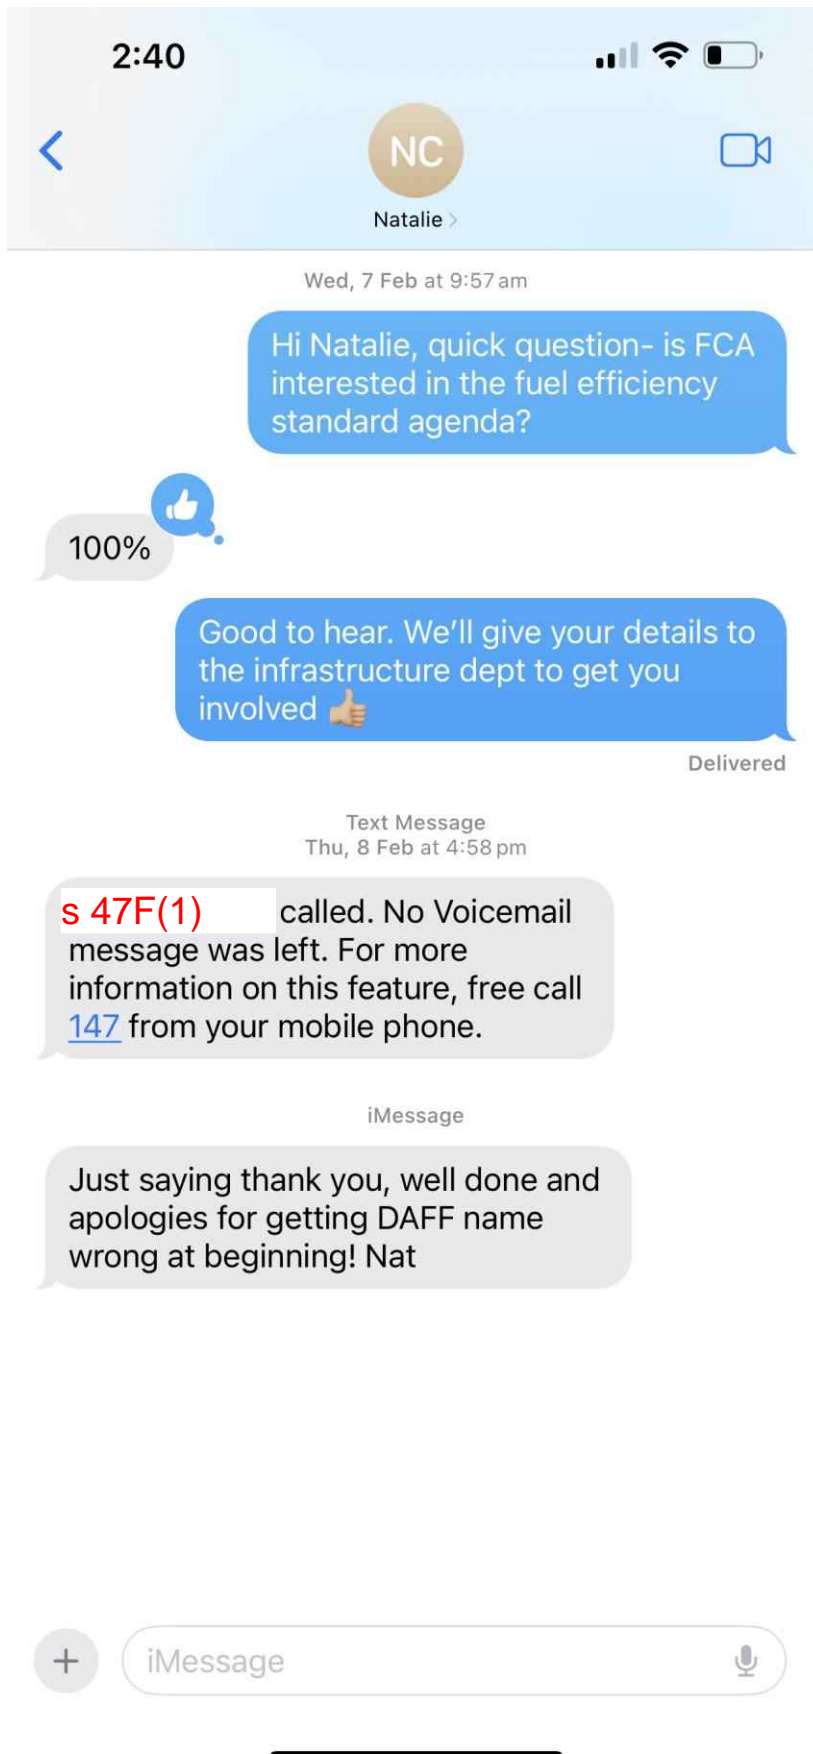 2:40
NC
Natalie
Wed, 7 Feb at 9:57 am
Hi Natalie, quick question- is FCA
interested in the fuel efficiency
standard agenda?
100%
Good to hear. We’ll give your details to
the infrastructure dept to get you
involved 👍🏼
Delivered
Text Message
Thu, 8 Feb at 4:58 pm
s 47F(1) called. No Voicemail
message was left. For more
information on this feature, free call
147 from your mobile phone.
iMessage
Just saying thank you, well done and
apologies for getting DAFF name
wrong at beginning! Nat
iMessage